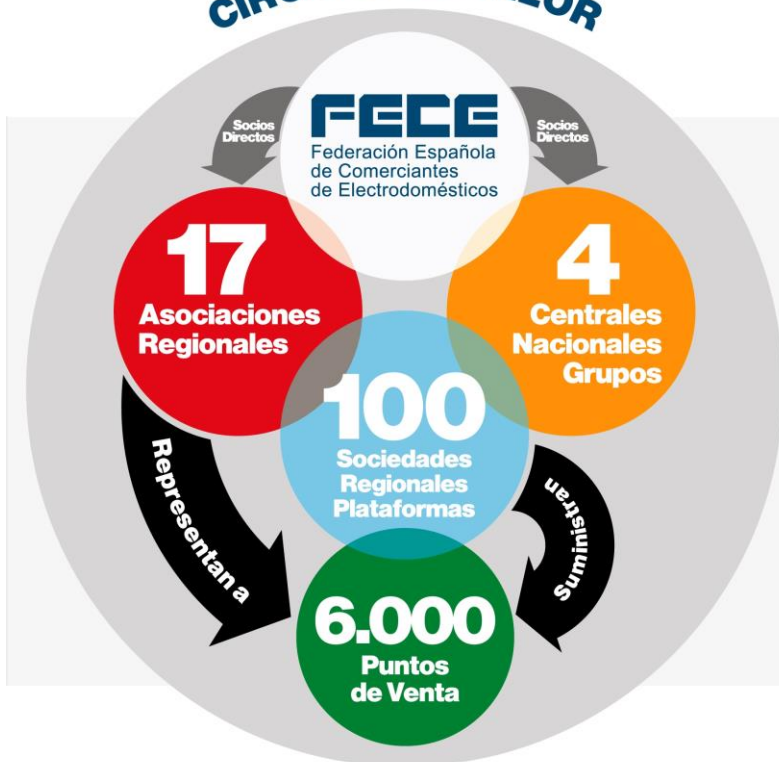 FECE
Federación Española
de Comerciantes
de Electrodomésticos
Socios
Directos
Socios
Directos
17
Asociaciones
Regionales
4
Centrales
Nacionales
Grupos
100
Sociedades
Regionales
Plataformas
Representan a
Suministran
6.000
Puntos
de Venta